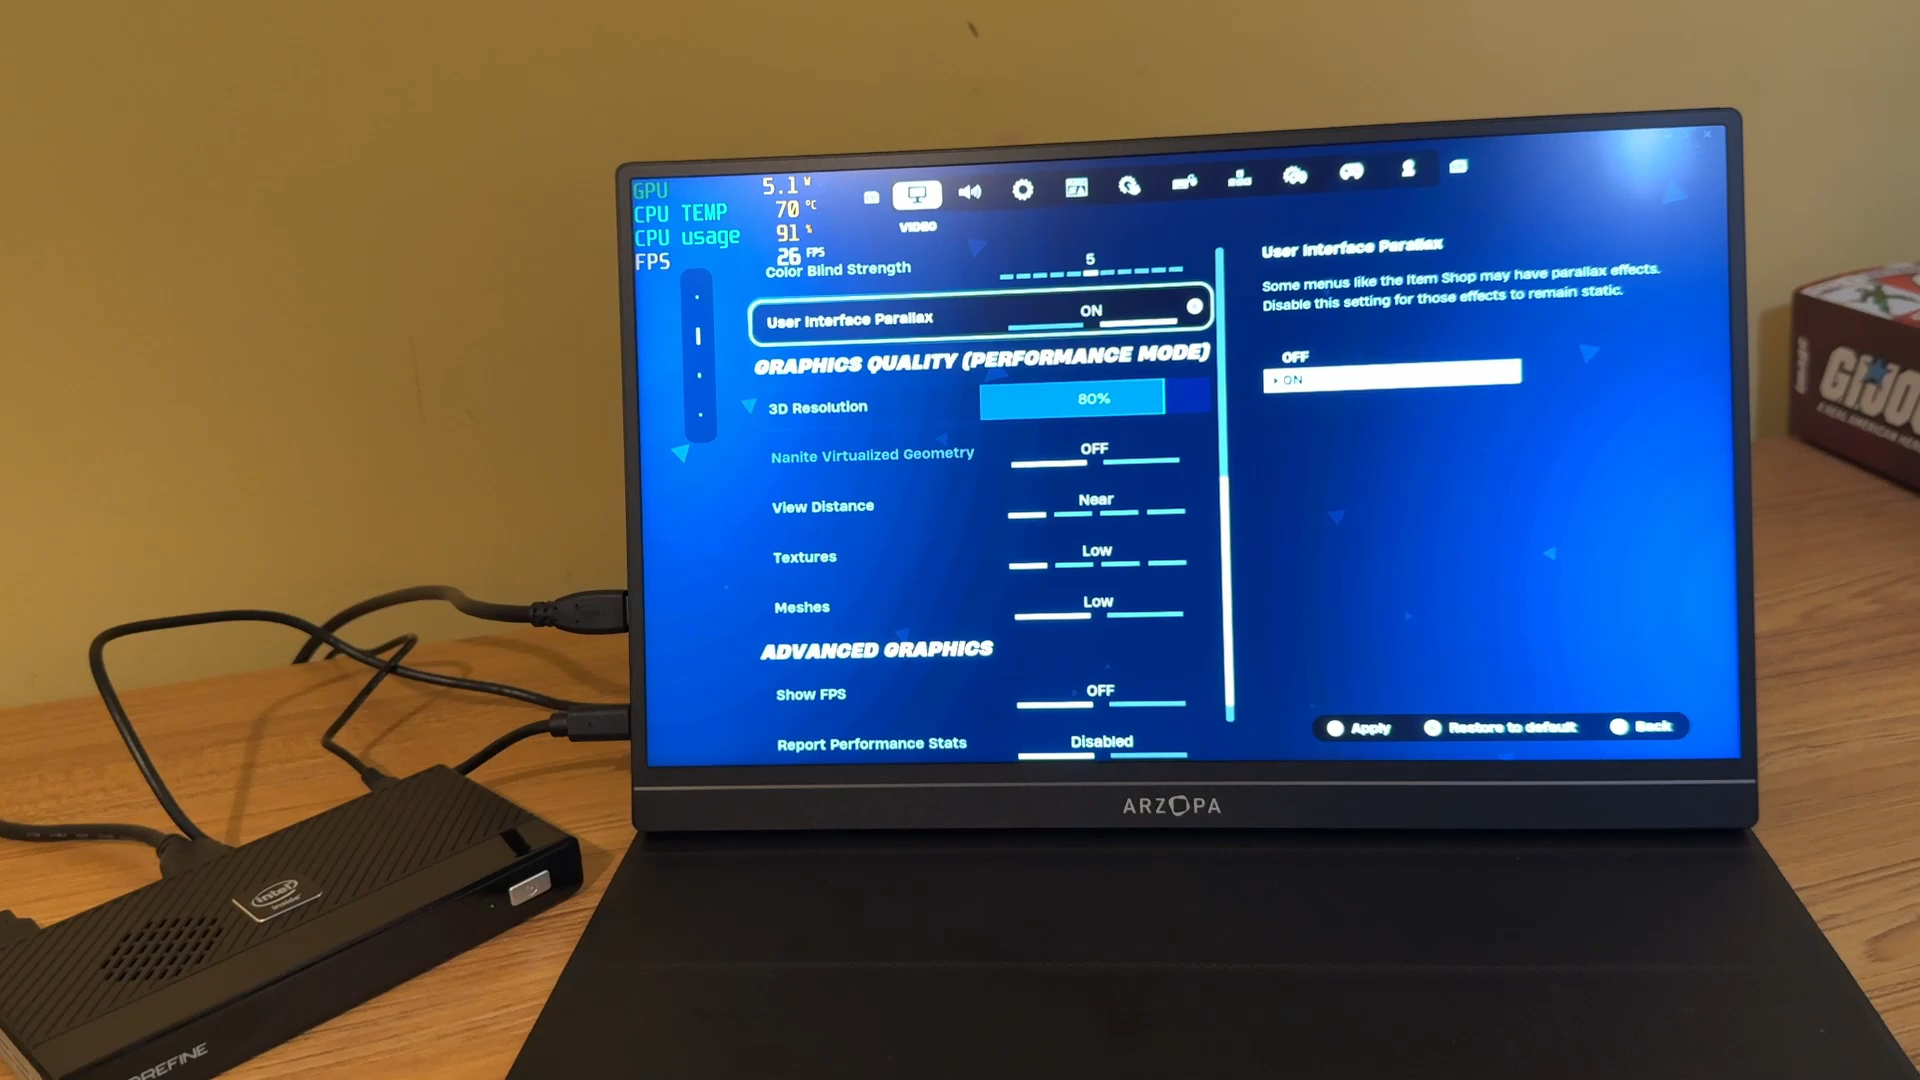 GPU 5.1 W
CPU TEMP 70 °C
CPU usage 91 %
FPS 26 FPS
VIDEO
Color Blind Strength 5
User Interface Parallax ON
GRAPHICS QUALITY (PERFORMANCE MODE)
3D Resolution 80%
Nanite Virtualized Geometry OFF
View Distance Near
Textures Low
Meshes Low
ADVANCED GRAPHICS
Show FPS OFF
Report Performance Stats Disabled
User Interface Parallax
Some menus like the Item Shop may have parallax effects.
Disable this setting for those effects to remain static.
OFF
ON
Apply Restore to default Back
ARZOPA
intel
inside
OREFINE